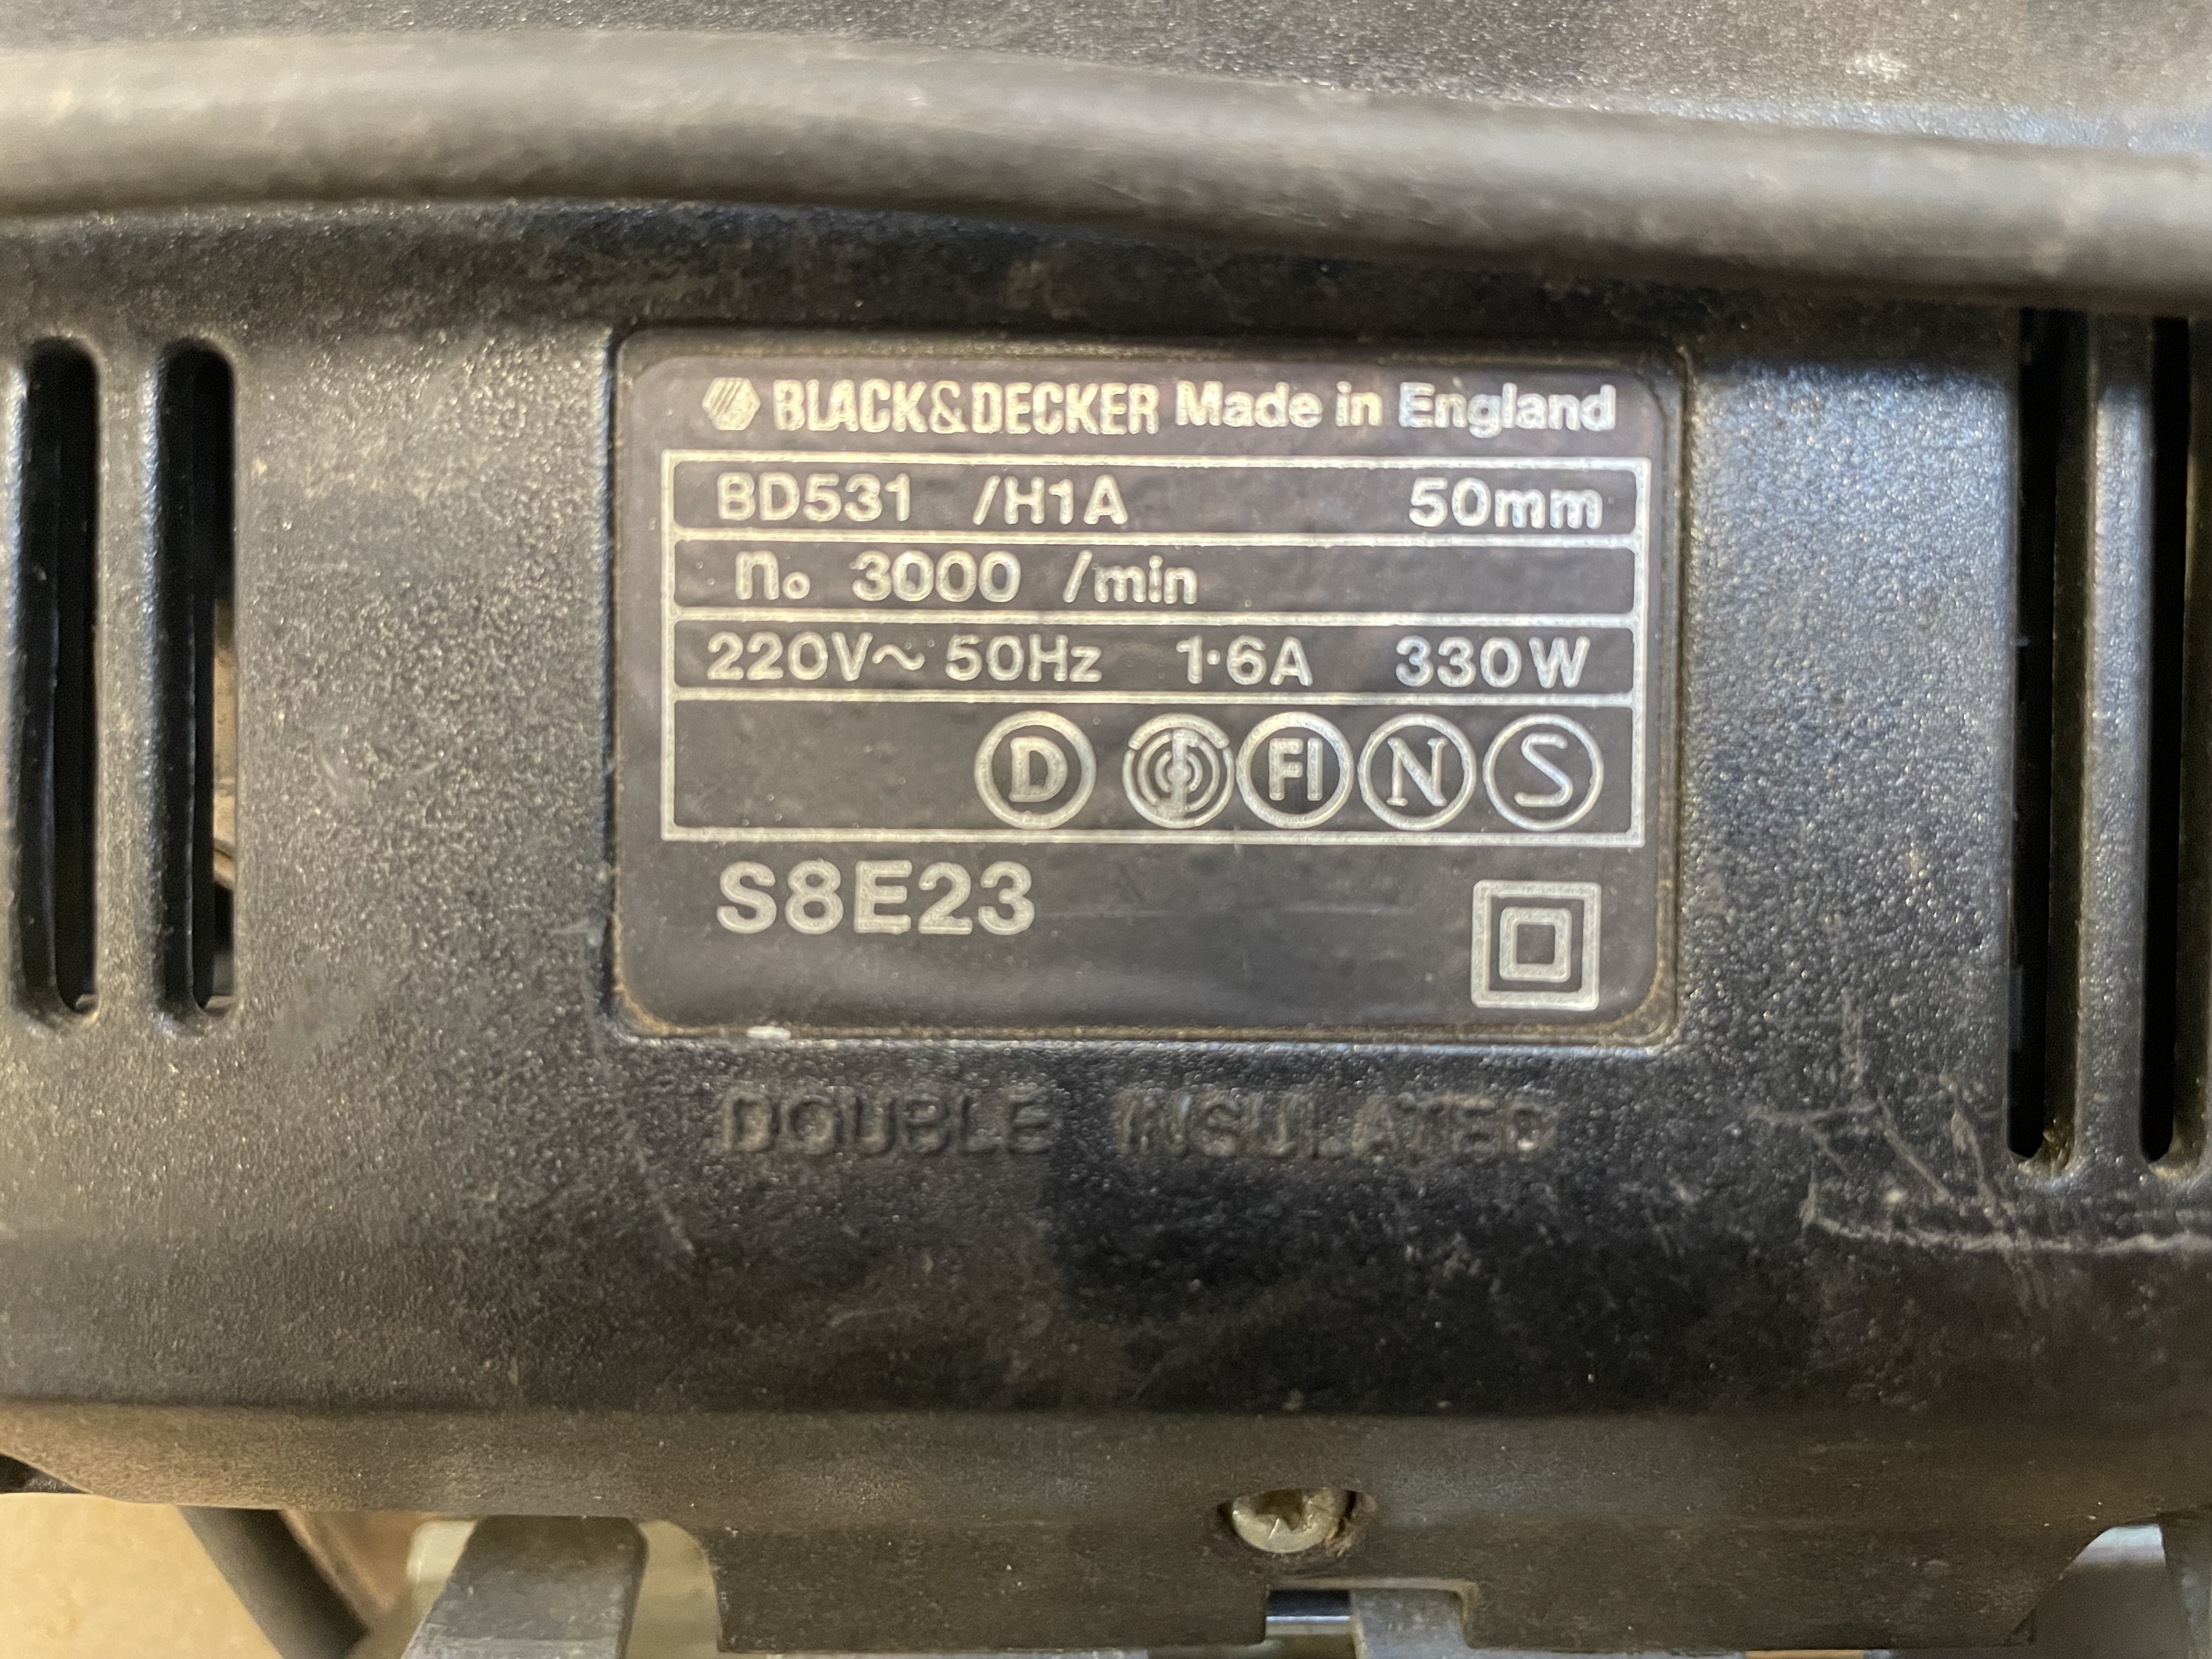 BLACK&DECKER Made in England
BD531 /H1A 50mm
no 3000 /min
220V~ 50Hz 1·6A 330W
D FI N S
S8E23
DOUBLE INSULATED